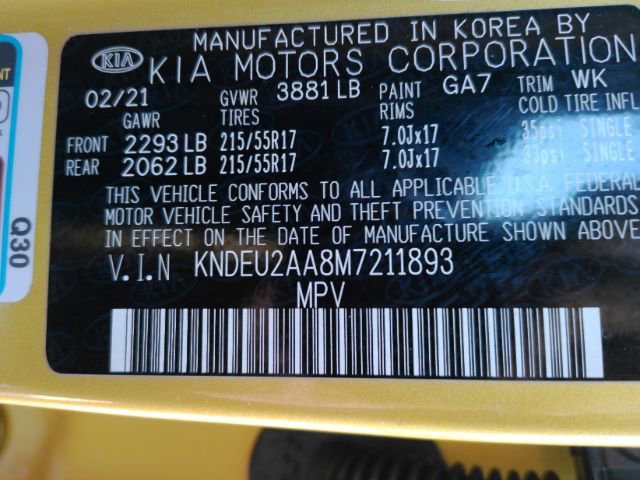 MANUFACTURED IN KOREA BY
KIA KIA MOTORS CORPORATION
02/21 GVWR 3881 LB PAINT GA7 TRIM WK
GAWR TIRES RIMS COLD TIRE INFL
FRONT 2293 LB 215/55R17 7.0Jx17 35psi SINGLE
REAR 2062 LB 215/55R17 7.0Jx17 33psi SINGLE
THIS VEHICLE CONFORMS TO ALL APPLICABLE U.S.A. FEDERAL
MOTOR VEHICLE SAFETY AND THEFT PREVENTION STANDARDS
IN EFFECT ON THE DATE OF MANUFACTURE SHOWN ABOVE
V.I.N KNDEU2AA8M7211893
MPV
Q30